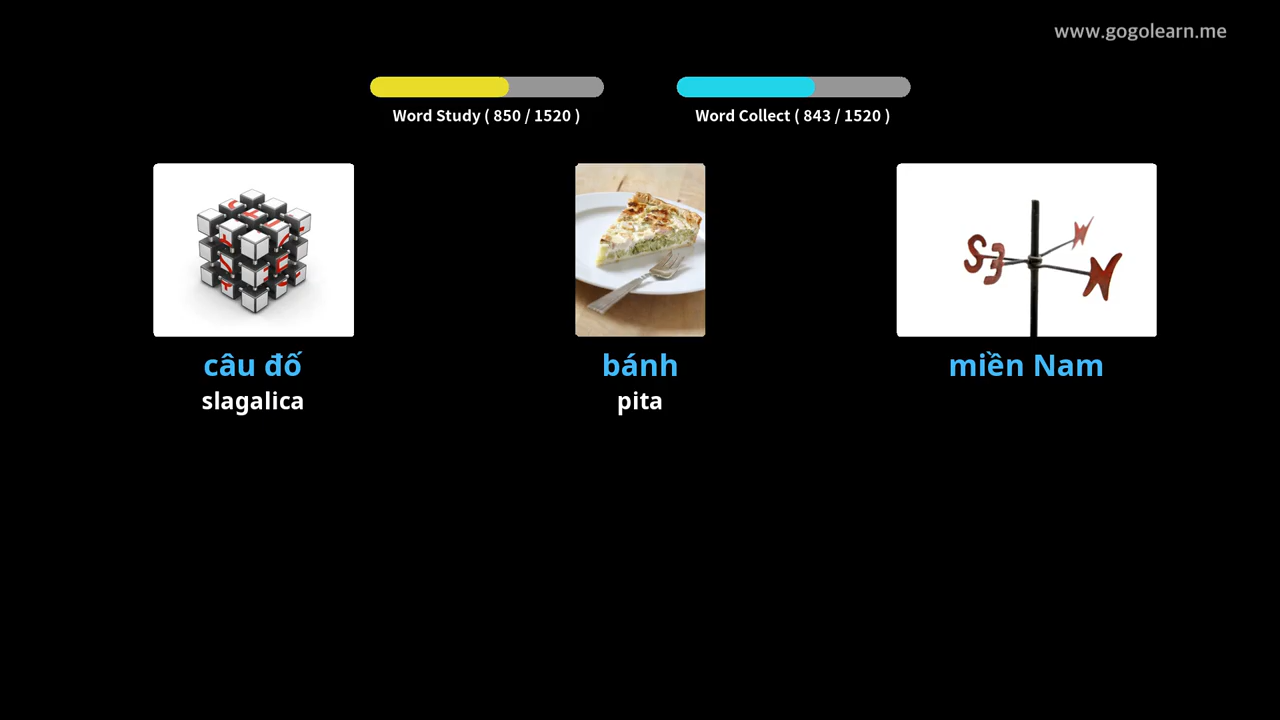 www.gogolearn.me
Word Study ( 850 / 1520 )
Word Collect ( 843 / 1520 )
câu đố
slagalica
bánh
pita
miền Nam